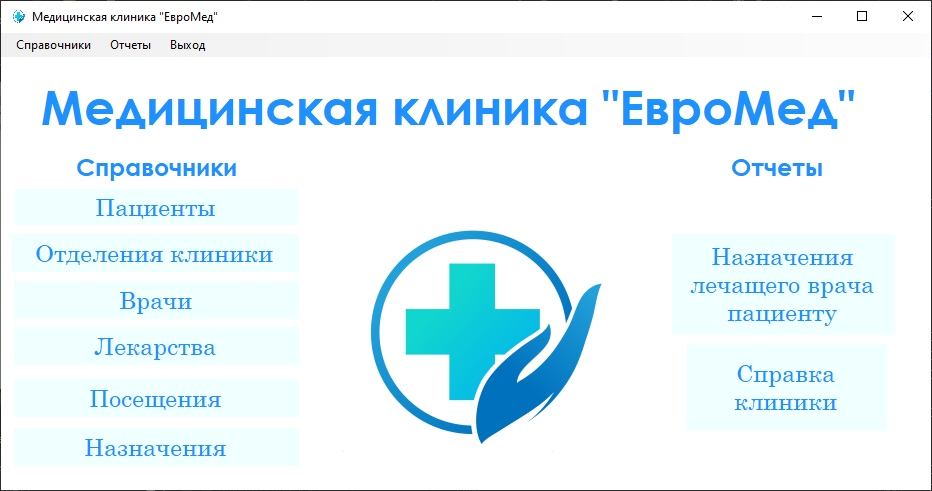 Медицинская клиника "ЕвроМед"
Справочники Отчеты Выход
Медицинская клиника "ЕвроМед"
Справочники
Пациенты
Отделения клиники
Врачи
Лекарства
Посещения
Назначения
Отчеты
Назначения
лечащего врача
пациенту
Справка
клиники